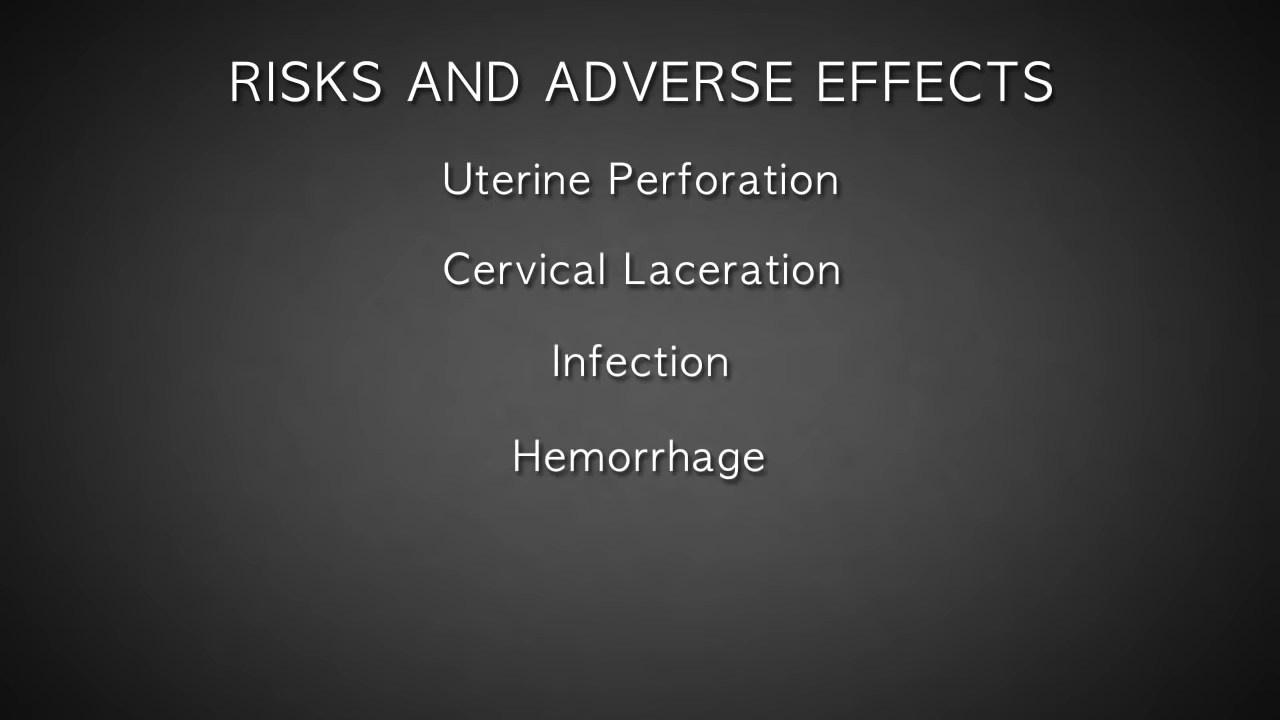 RISKS AND ADVERSE EFFECTS
Uterine Perforation
Cervical Laceration
Infection
Hemorrhage